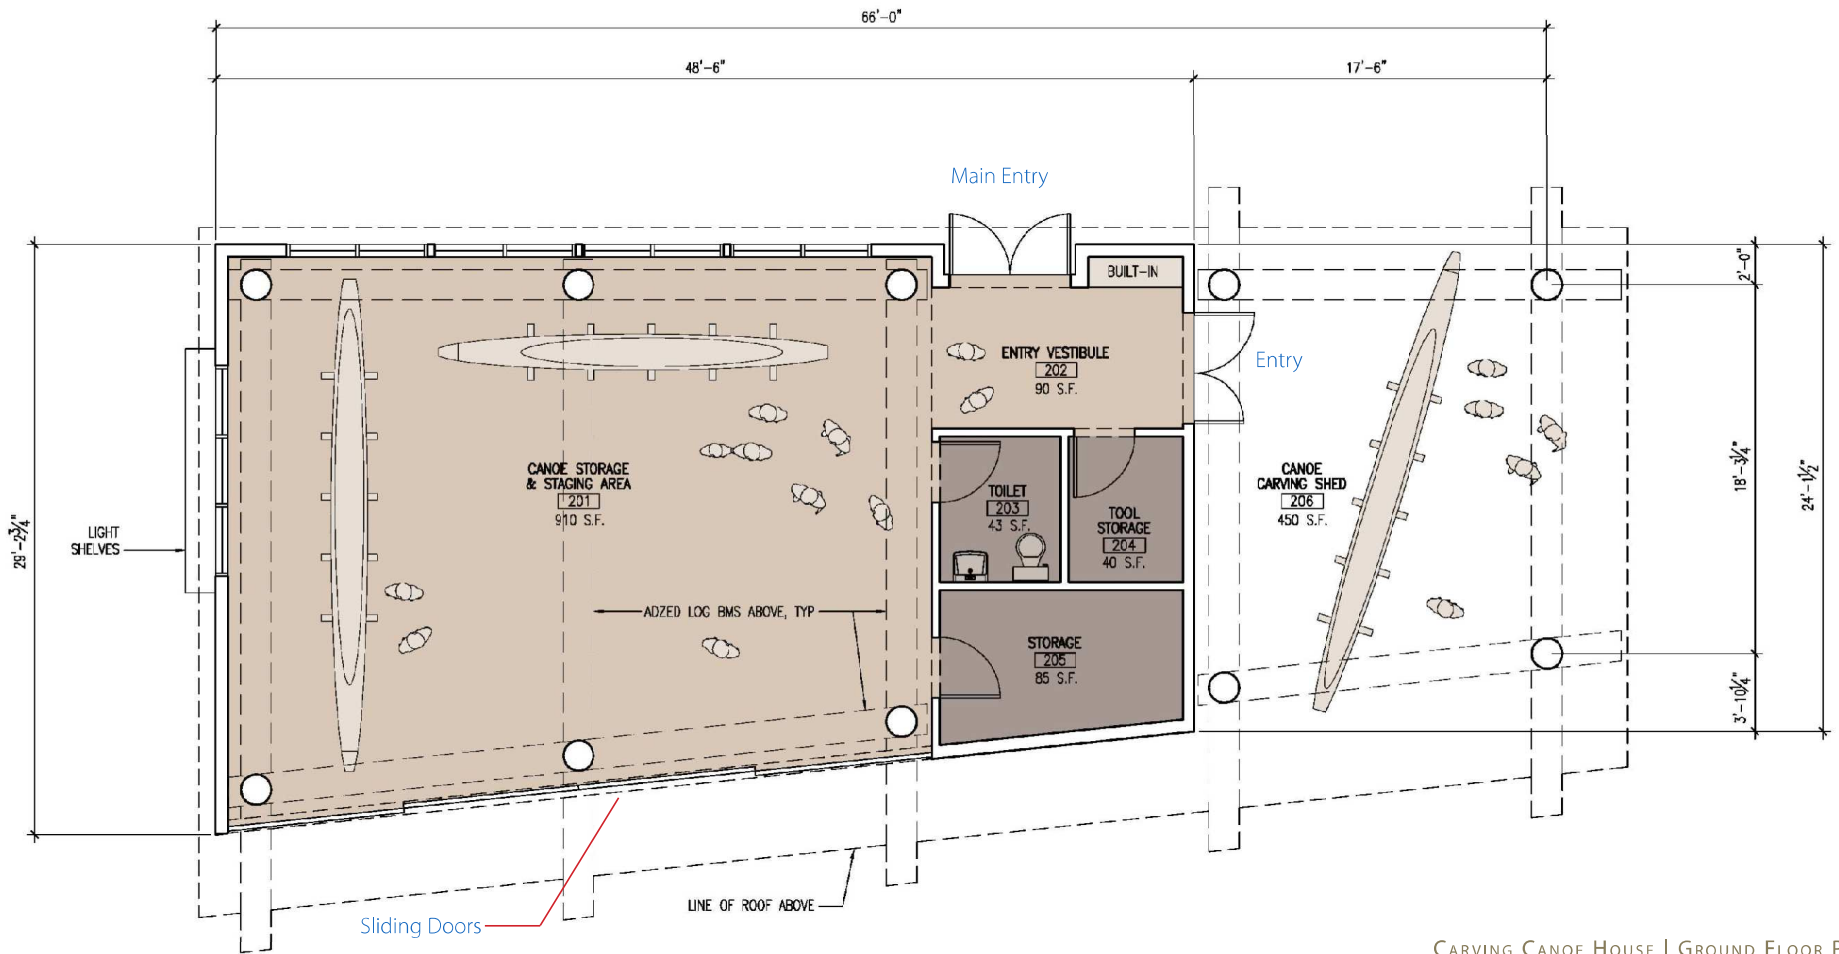 66'-0"
48'-6"
17'-6"
Main Entry
BUILT-IN
2'-0"
ENTRY VESTIBULE
202
90 S.F.
Entry
CANOE STORAGE
& STAGING AREA
201
910 S.F.
TOILET
203
43 S.F.
TOOL
STORAGE
204
40 S.F.
CANOE
CARVING SHED
206
450 S.F.
18'-3¼"
24'-1½"
29'-2¾"
LIGHT
SHELVES
ADZED LOG BMS ABOVE, TYP
STORAGE
205
85 S.F.
3'-10¼"
LINE OF ROOF ABOVE
Sliding Doors
CARVING CANOE HOUSE | GROUND FLOOR